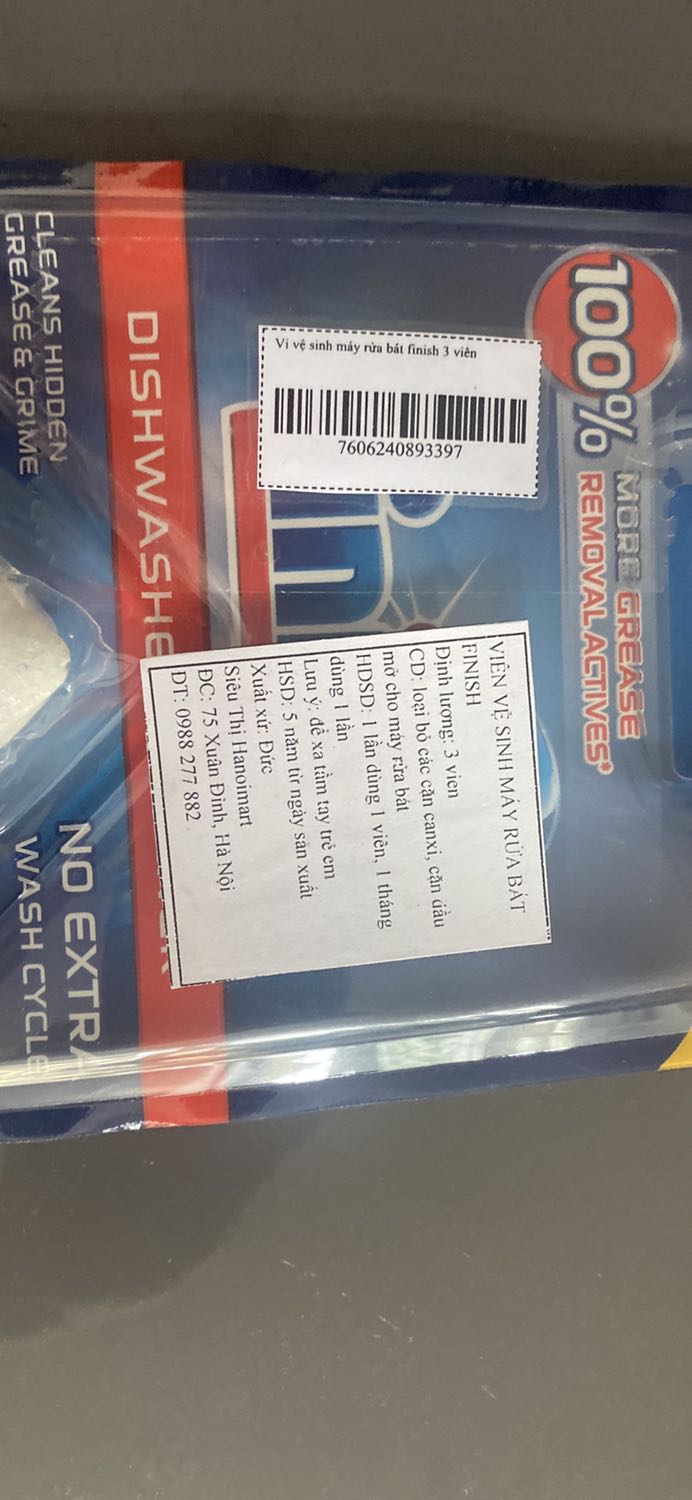 100%
MORE GREASE
REMOVAL ACTIVES*
Vỉ vệ sinh máy rửa bát finish 3 viên
7606240893397
VIÊN VỆ SINH MÁY RỬA BÁT
FINISH
Định lượng: 3 vien
CD: loại bỏ các cặn canxi, cặn dầu
mỡ cho máy rửa bát
HDSD: 1 lần dùng 1 viên, 1 tháng
dùng 1 lần
Lưu ý: để xa tầm tay trẻ em
HSD: 5 năm từ ngày sản xuất
Xuất xứ: Đức
Siêu Thị Hanoimart
ĐC: 75 Xuân Đỉnh, Hà Nội
ĐT: 0988 277 882
DISHWASHE
CLEANS HIDDEN
GREASE & GRIME
NO EXTRA
WASH CYCLE